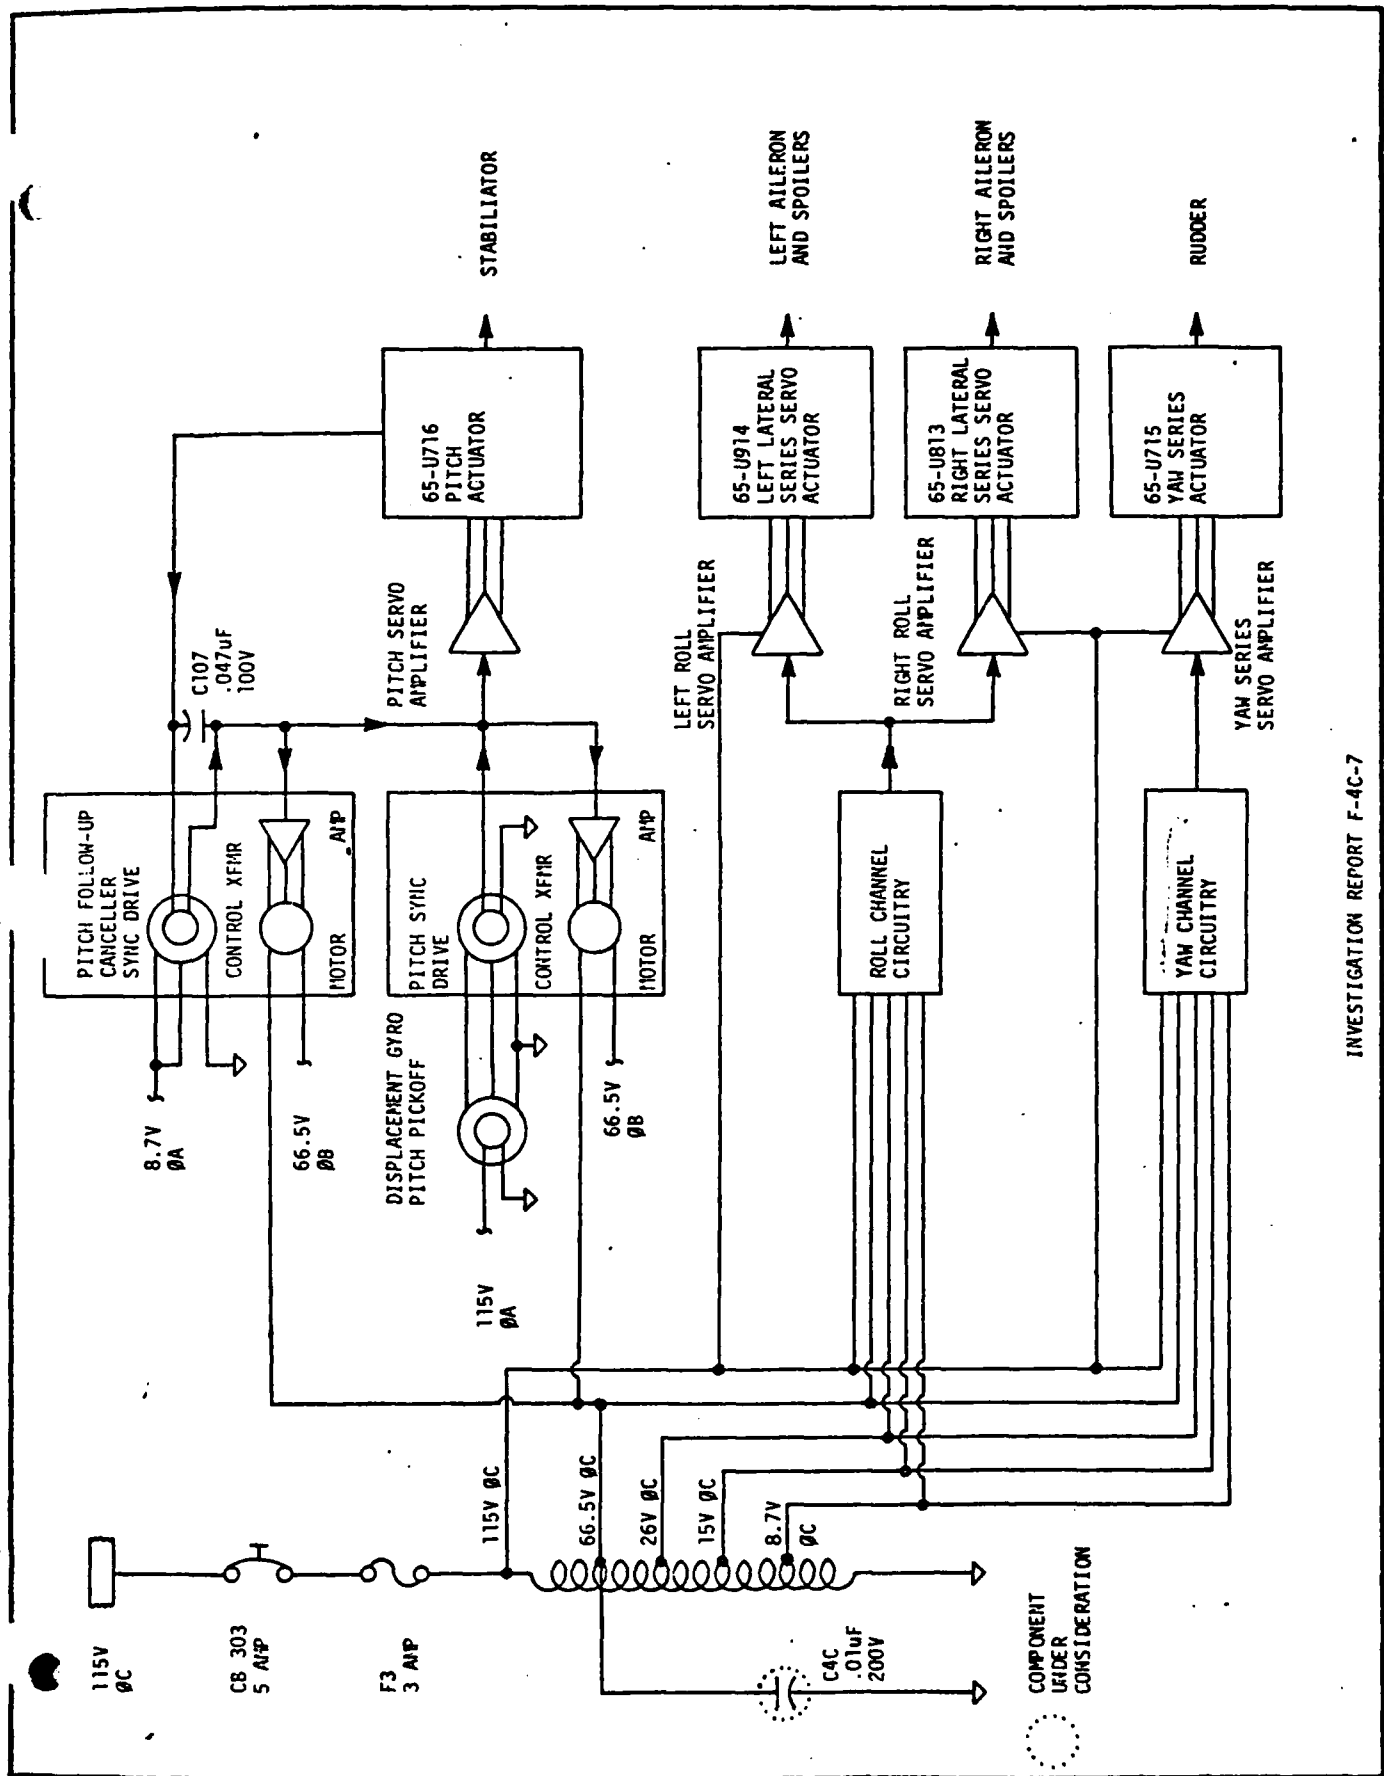 115V
ØC
CB 303
5 AMP
F3
3 AMP
115V ØC
66.5V ØC
26V ØC
15V ØC
8.7V
ØC
C4C
.01uF
200V
COMPONENT
UNDER
CONSIDERATION
8.7V
ØA
66.5V
ØB
PITCH FOLLOW-UP
CANCELLER
SYNC DRIVE
CONTROL XFMR
MOTOR
AMP
C107
.047uF
100V
DISPLACEMENT GYRO
PITCH PICKOFF
115V
ØA
66.5V
ØB
PITCH SYNC
DRIVE
CONTROL XFMR
MOTOR
AMP
PITCH SERVO
AMPLIFIER
65-U716
PITCH
ACTUATOR
STABILIATOR
LEFT ROLL
SERVO AMPLIFIER
65-U914
LEFT LATERAL
SERIES SERVO
ACTUATOR
LEFT AILERON
AND SPOILERS
ROLL CHANNEL
CIRCUITRY
RIGHT ROLL
SERVO AMPLIFIER
65-U813
RIGHT LATERAL
SERIES SERVO
ACTUATOR
RIGHT AILERON
AND SPOILERS
YAW CHANNEL
CIRCUITRY
YAW SERIES
SERVO AMPLIFIER
65-U715
YAW SERIES
ACTUATOR
RUDDER
INVESTIGATION REPORT F-4C-7